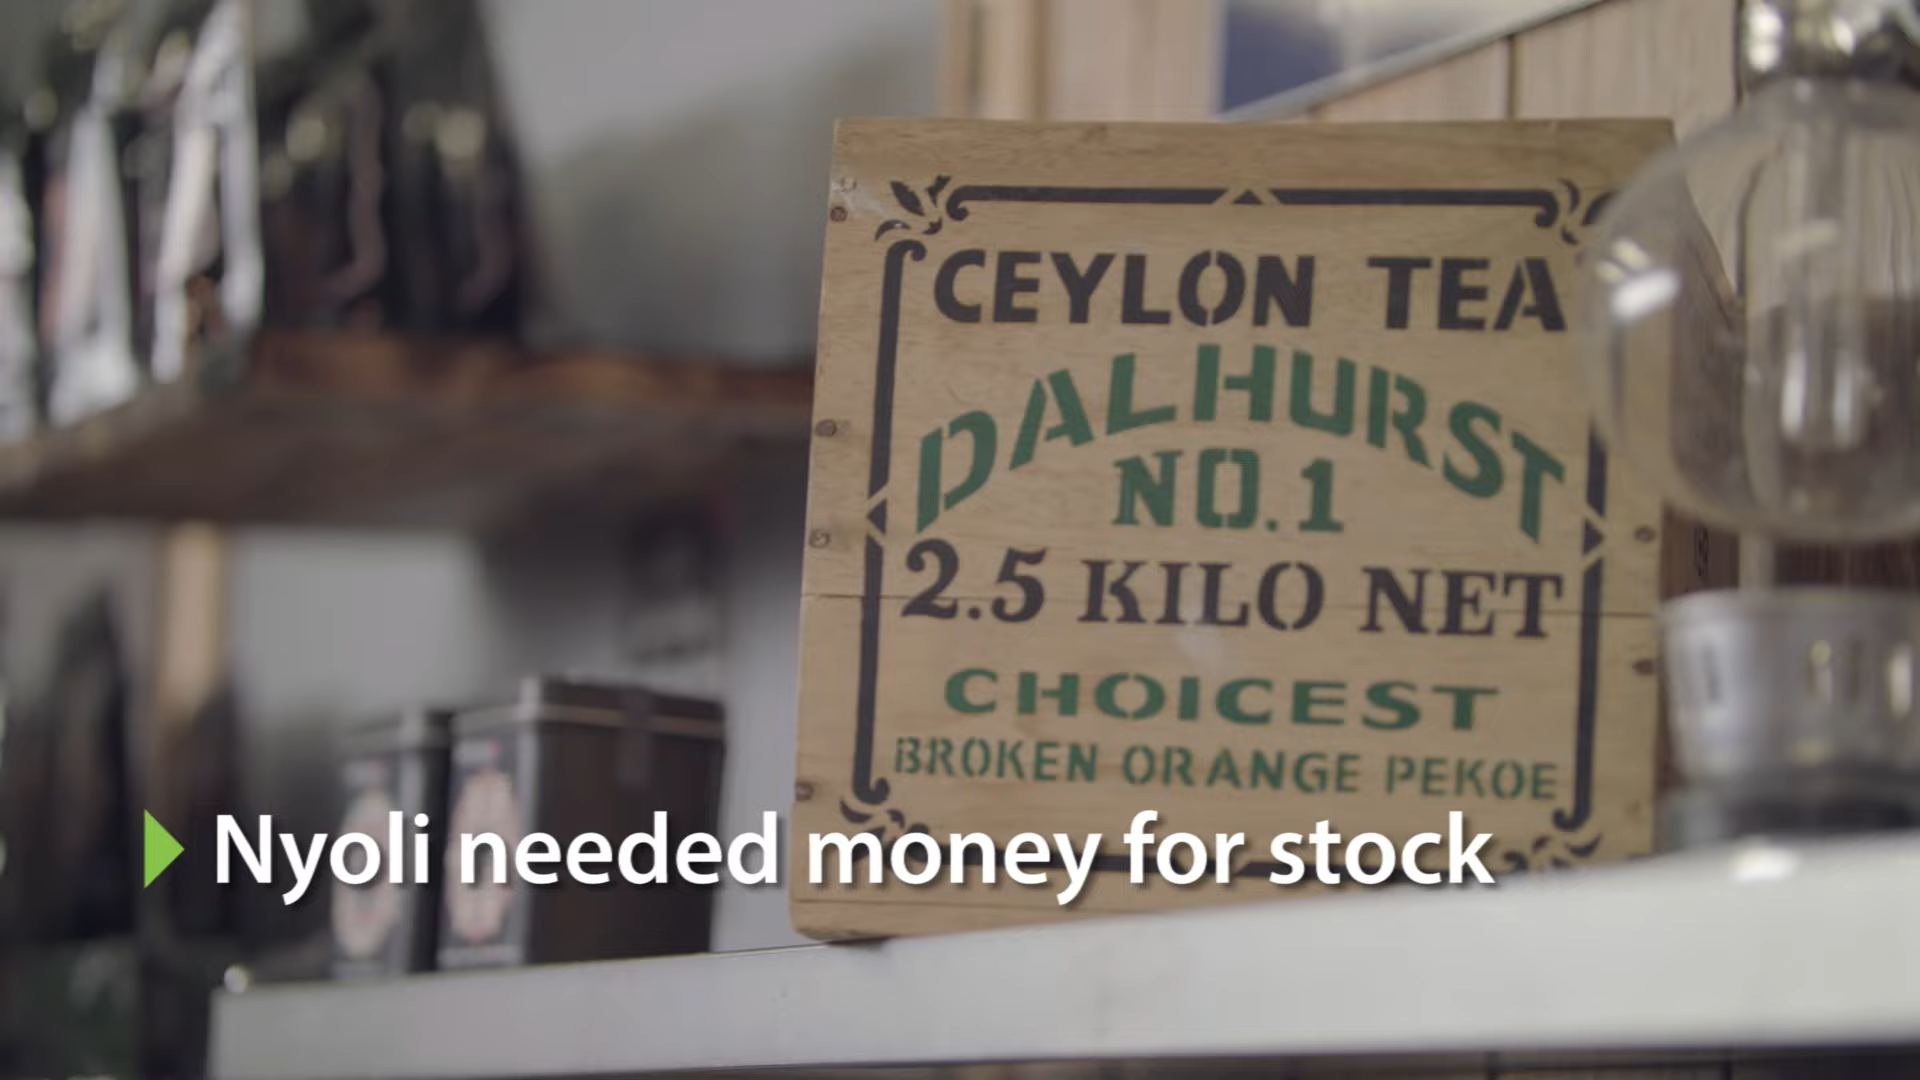 CEYLON TEA
DALHURST
NO.1
2.5 KILO NET
CHOICEST
BROKEN ORANGE PEKOE
Nyoli needed money for stock